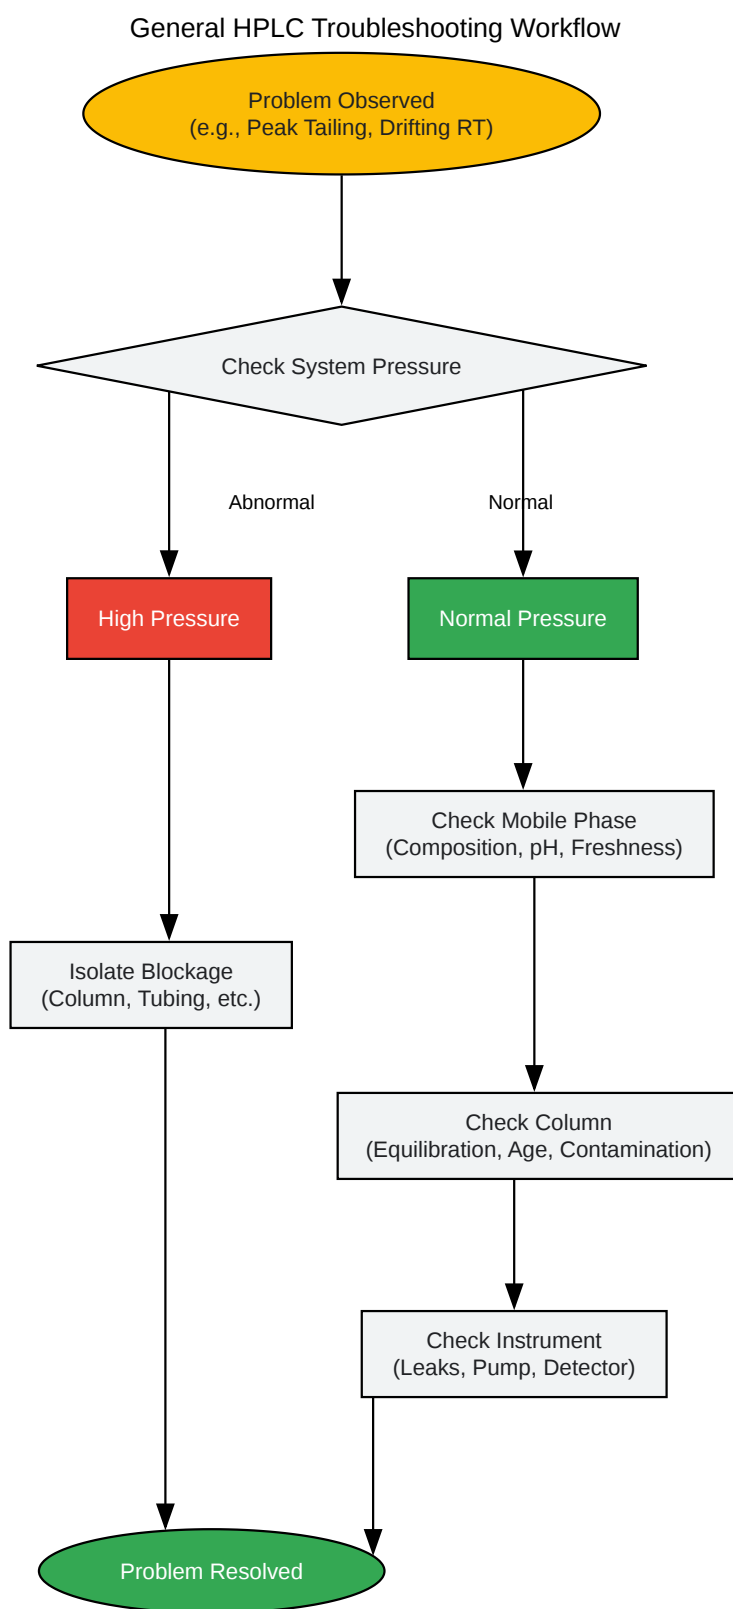 General HPLC Troubleshooting Workflow
Problem Observed
(e.g., Peak Tailing, Drifting RT)
Check System Pressure
Abnormal
Normal
High Pressure
Normal Pressure
Check Mobile Phase
(Composition, pH, Freshness)
Isolate Blockage
(Column, Tubing, etc.)
Check Column
(Equilibration, Age, Contamination)
Check Instrument
(Leaks, Pump, Detector)
Problem Resolved